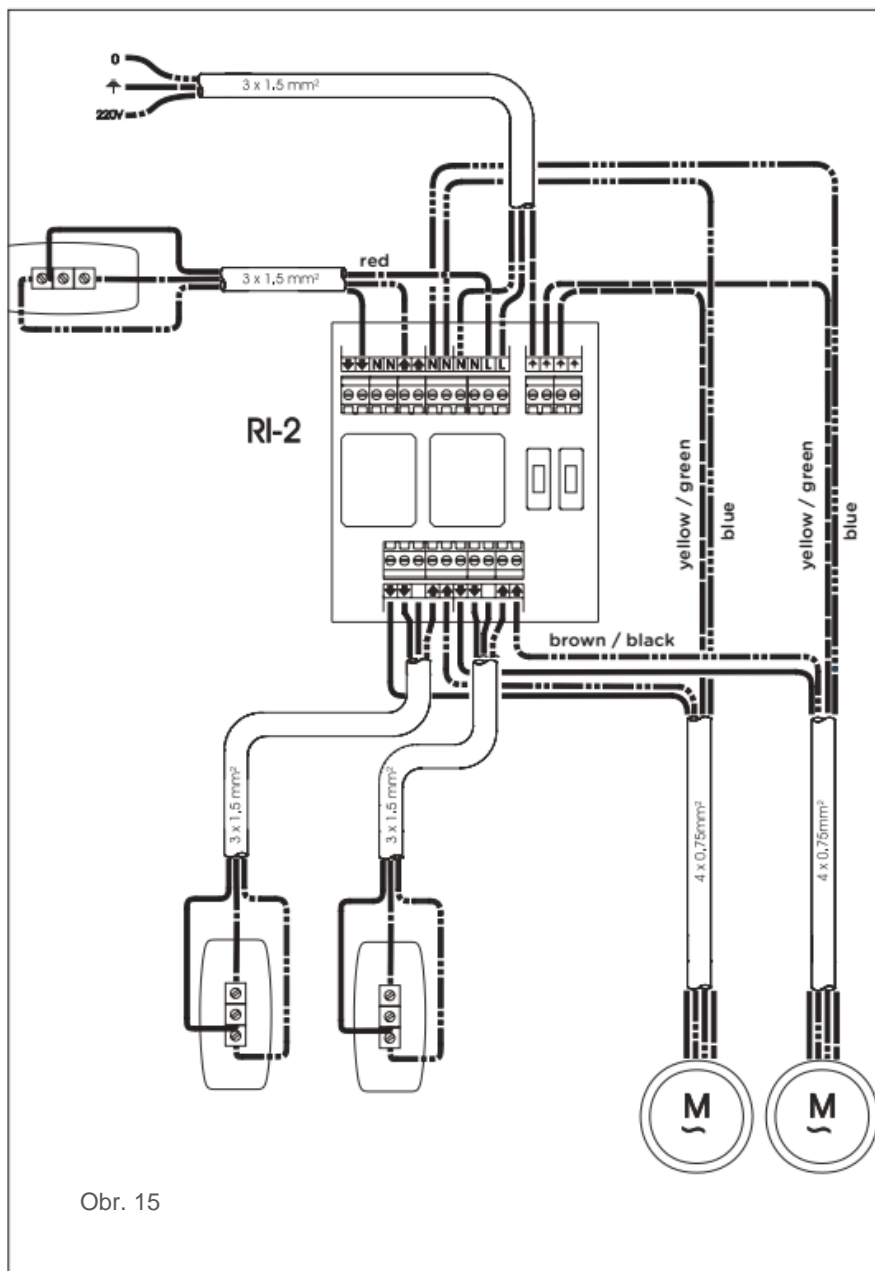 0
220V
3 x 1,5 mm²
red
3 x 1,5 mm²
N N N N N N L L
RI-2
yellow / green
blue
yellow / green
blue
brown / black
3 x 1,5 mm²
3 x 1,5 mm²
4 x 0,75mm²
4 x 0,75mm²
M
~
M
~
Obr. 15